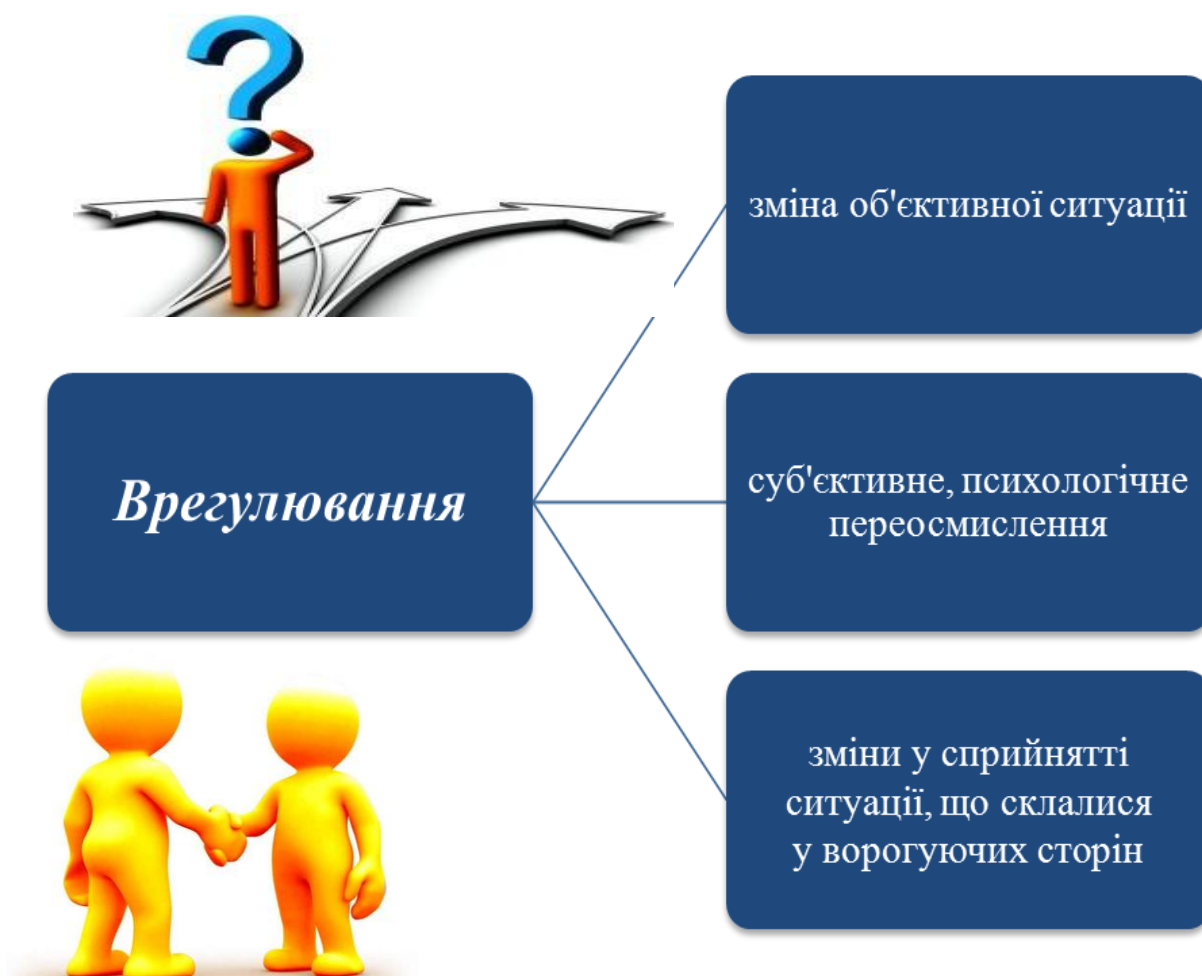 зміна об'єктивної ситуації
Врегулювання
суб'єктивне, психологічне
переосмислення
зміни у сприйнятті
ситуації, що склалися
у ворогуючих сторін